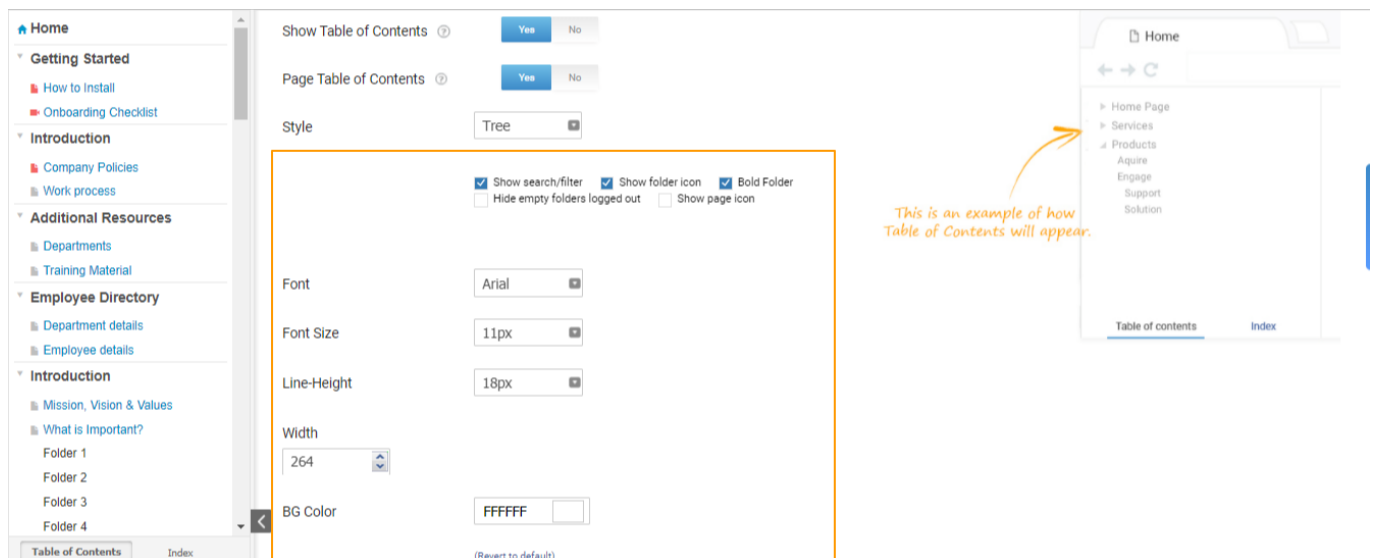 Home
Getting Started
How to Install
Onboarding Checklist
Introduction
Company Policies
Work process
Additional Resources
Departments
Training Material
Employee Directory
Department details
Employee details
Introduction
Mission, Vision & Values
What is Important?
Folder 1
Folder 2
Folder 3
Folder 4
Table of Contents Index
Show Table of Contents ? Yes No
Page Table of Contents ? Yes No
Style Tree
Show search/filter Show folder icon Bold Folder
Hide empty folders logged out Show page icon
Font Arial
Font Size 11px
Line-Height 18px
Width
264
BG Color FFFFFF
(Revert to default)
Home
Home Page
Services
Products
Aquire
Engage
Support
Solution
This is an example of how
Table of Contents will appear.
Table of contents Index